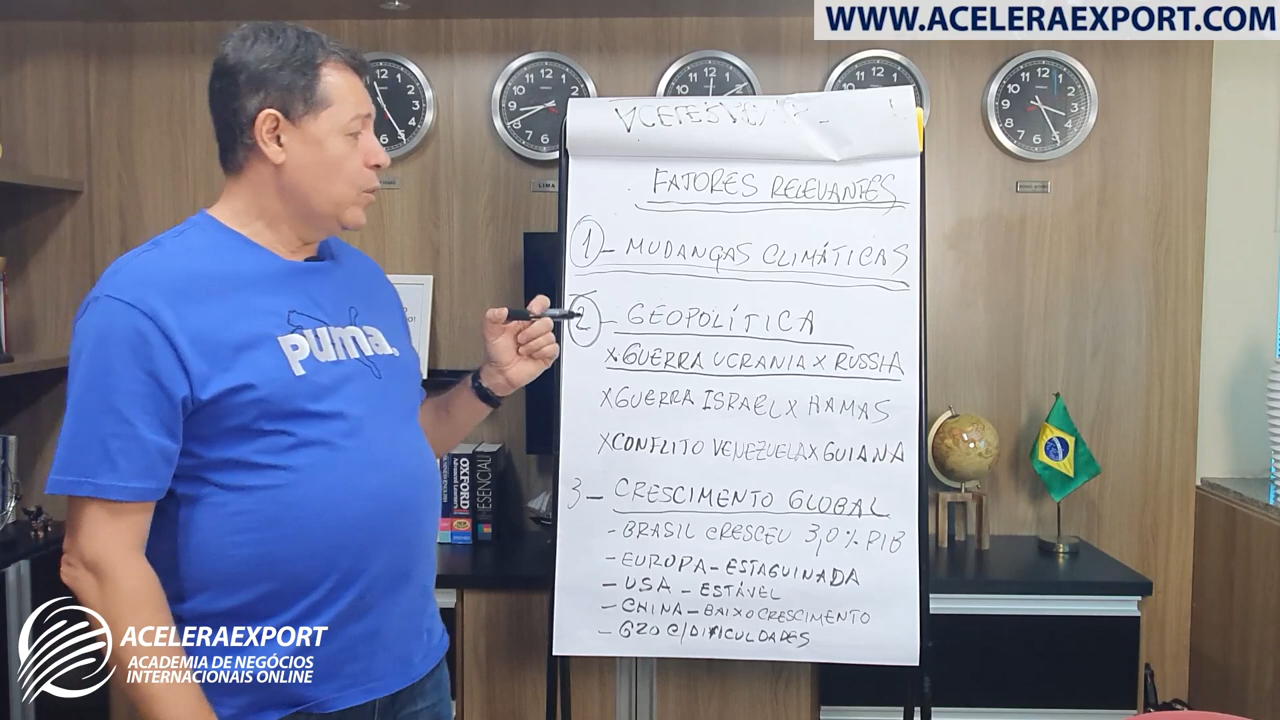 WWW.ACELERAEXPORT.COM
FATORES RELEVANTES
1 - MUDANÇAS CLIMÁTICAS
2 - GEOPOLÍTICA
x GUERRA UCRANIA X RUSSIA
X GUERRA ISRAEL X HAMAS
X CONFLITO VENEZUELA X GUIANA
3 - CRESCIMENTO GLOBAL
- BRASIL CRESCEU 3,0% PIB
- EUROPA - ESTAGUINADA
- USA - ESTÁVEL
- CHINA - BAIXO CRESCIMENTO
- G20 C/DIFICULDADES
puma.
LIMA
OXFORD
ESENCIAL
ACELERAEXPORT
ACADEMIA DE NEGÓCIOS
INTERNACIONAIS ONLINE